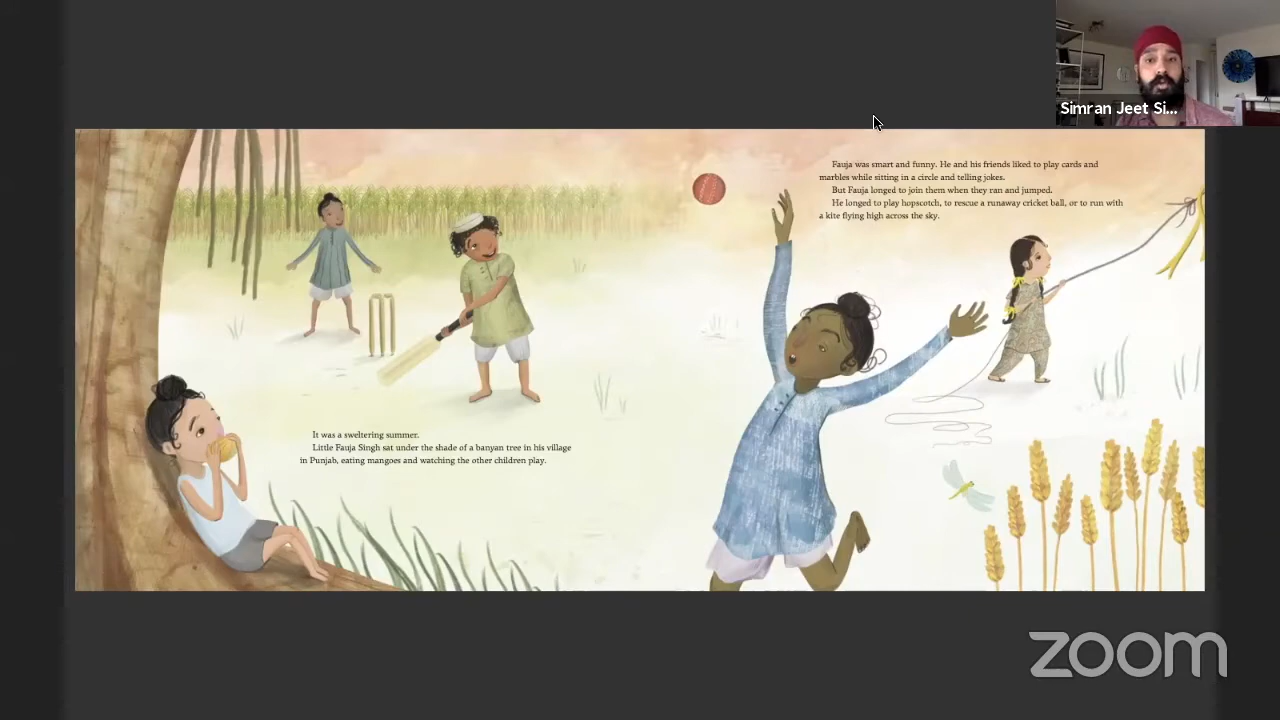 Simran Jeet Si...
It was a sweltering summer.
Little Fauja Singh sat under the shade of a banyan tree in his village
in Punjab, eating mangoes and watching the other children play.
Fauja was smart and funny. He and his friends liked to play cards and
marbles while sitting in a circle and telling jokes.
But Fauja longed to join them when they ran and jumped.
He longed to play hopscotch, to rescue a runaway cricket ball, or to run with
a kite flying high across the sky.
zoom